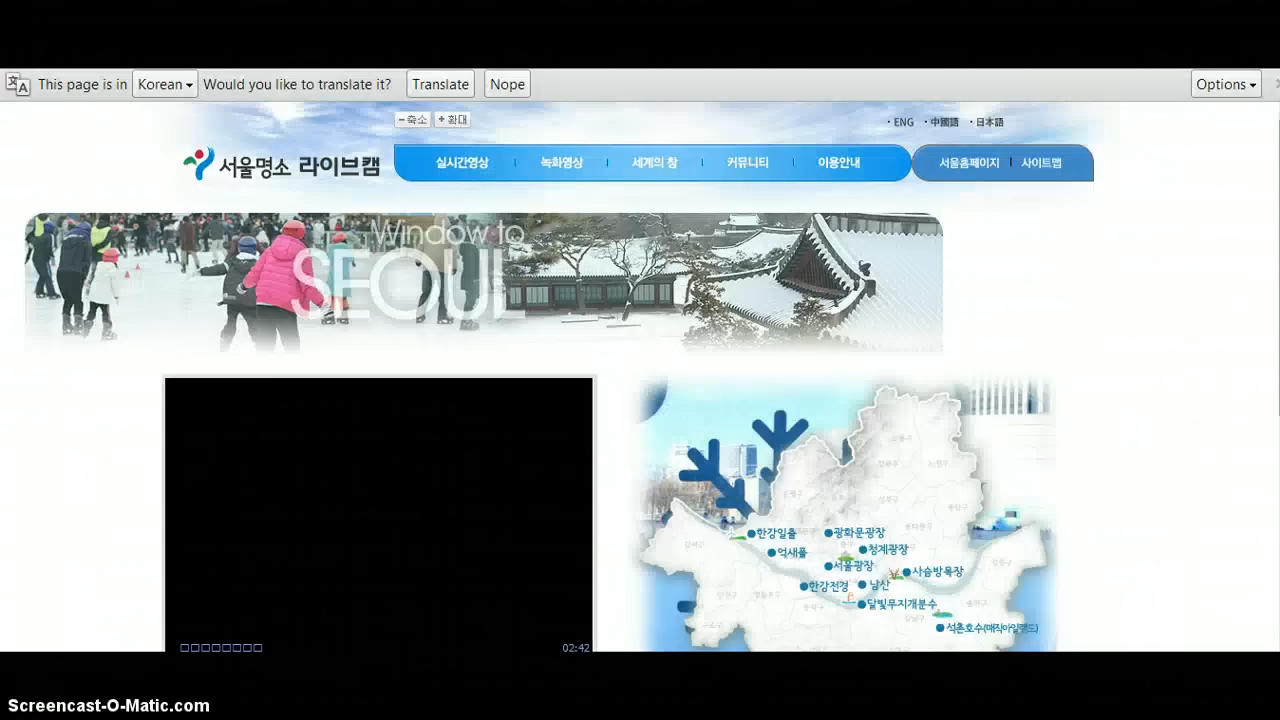 This page is in Korean Would you like to translate it? Translate Nope Options
축소 확대 ENG 中國語 日本語
서울명소 라이브캠 실시간영상 녹화영상 세계의 창 커뮤니티 이용안내 서울홈페이지 사이트맵
Window to
SEOUL
한강일출 광화문광장
억새풀 청계광장
서울광장 사슴방목장
한강전경 남산
달빛무지개분수
석촌호수(매직아일랜드)
02:42
Screencast-O-Matic.com